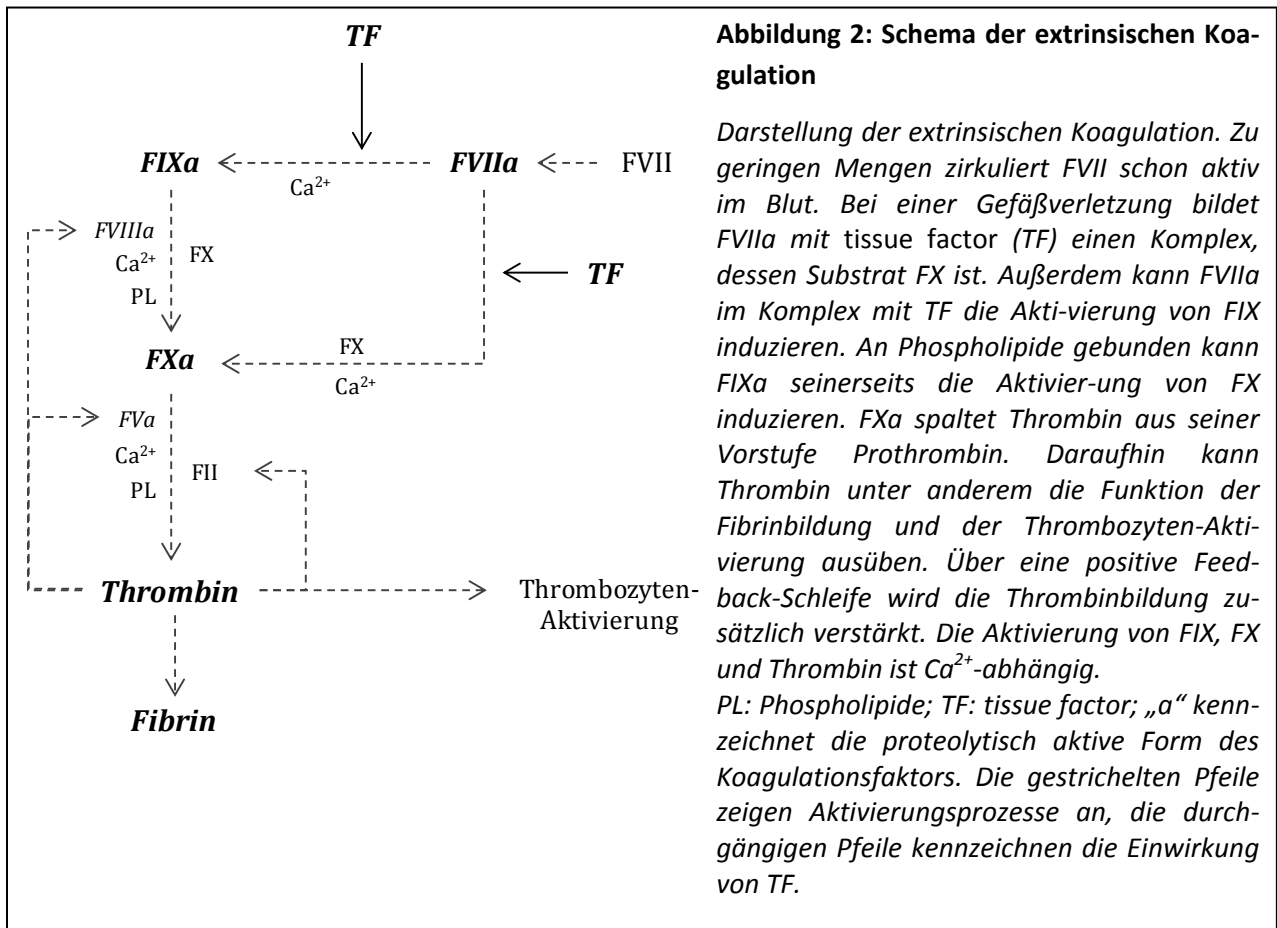 TF
FIXa
FVIIa
FVII
Ca²⁺
FVIIIa
Ca²⁺
PL
FX
TF
FXa
FX
Ca²⁺
FVa
Ca²⁺
PL
FII
Thrombin
Thrombozyten-
Aktivierung
Fibrin
Abbildung 2: Schema der extrinsischen Koa-
gulation
Darstellung der extrinsischen Koagulation. Zu
geringen Mengen zirkuliert FVII schon aktiv
im Blut. Bei einer Gefäßverletzung bildet
FVIIa mit tissue factor (TF) einen Komplex,
dessen Substrat FX ist. Außerdem kann FVIIa
im Komplex mit TF die Akti-vierung von FIX
induzieren. An Phospholipide gebunden kann
FIXa seinerseits die Aktivier-ung von FX
induzieren. FXa spaltet Thrombin aus seiner
Vorstufe Prothrombin. Daraufhin kann
Thrombin unter anderem die Funktion der
Fibrinbildung und der Thrombozyten-Akti-
vierung ausüben. Über eine positive Feed-
back-Schleife wird die Thrombinbildung zu-
sätzlich verstärkt. Die Aktivierung von FIX, FX
und Thrombin ist Ca²⁺-abhängig.
PL: Phospholipide; TF: tissue factor; „a“ kenn-
zeichnet die proteolytisch aktive Form des
Koagulationsfaktors. Die gestrichelten Pfeile
zeigen Aktivierungsprozesse an, die durch-
gängigen Pfeile kennzeichnen die Einwirkung
von TF.